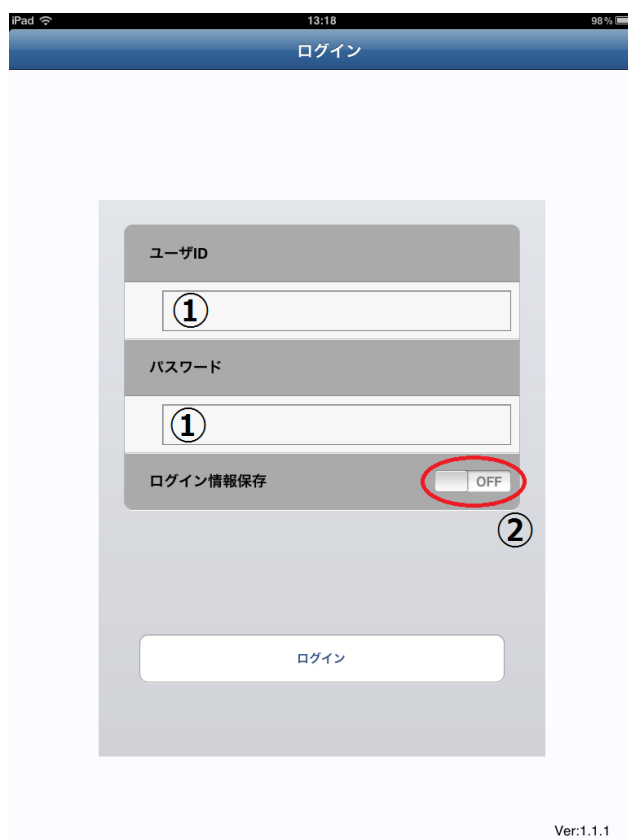 iPad 13:18 98%
ログイン
ユーザID
①
パスワード
①
ログイン情報保存 OFF
②
ログイン
Ver:1.1.1